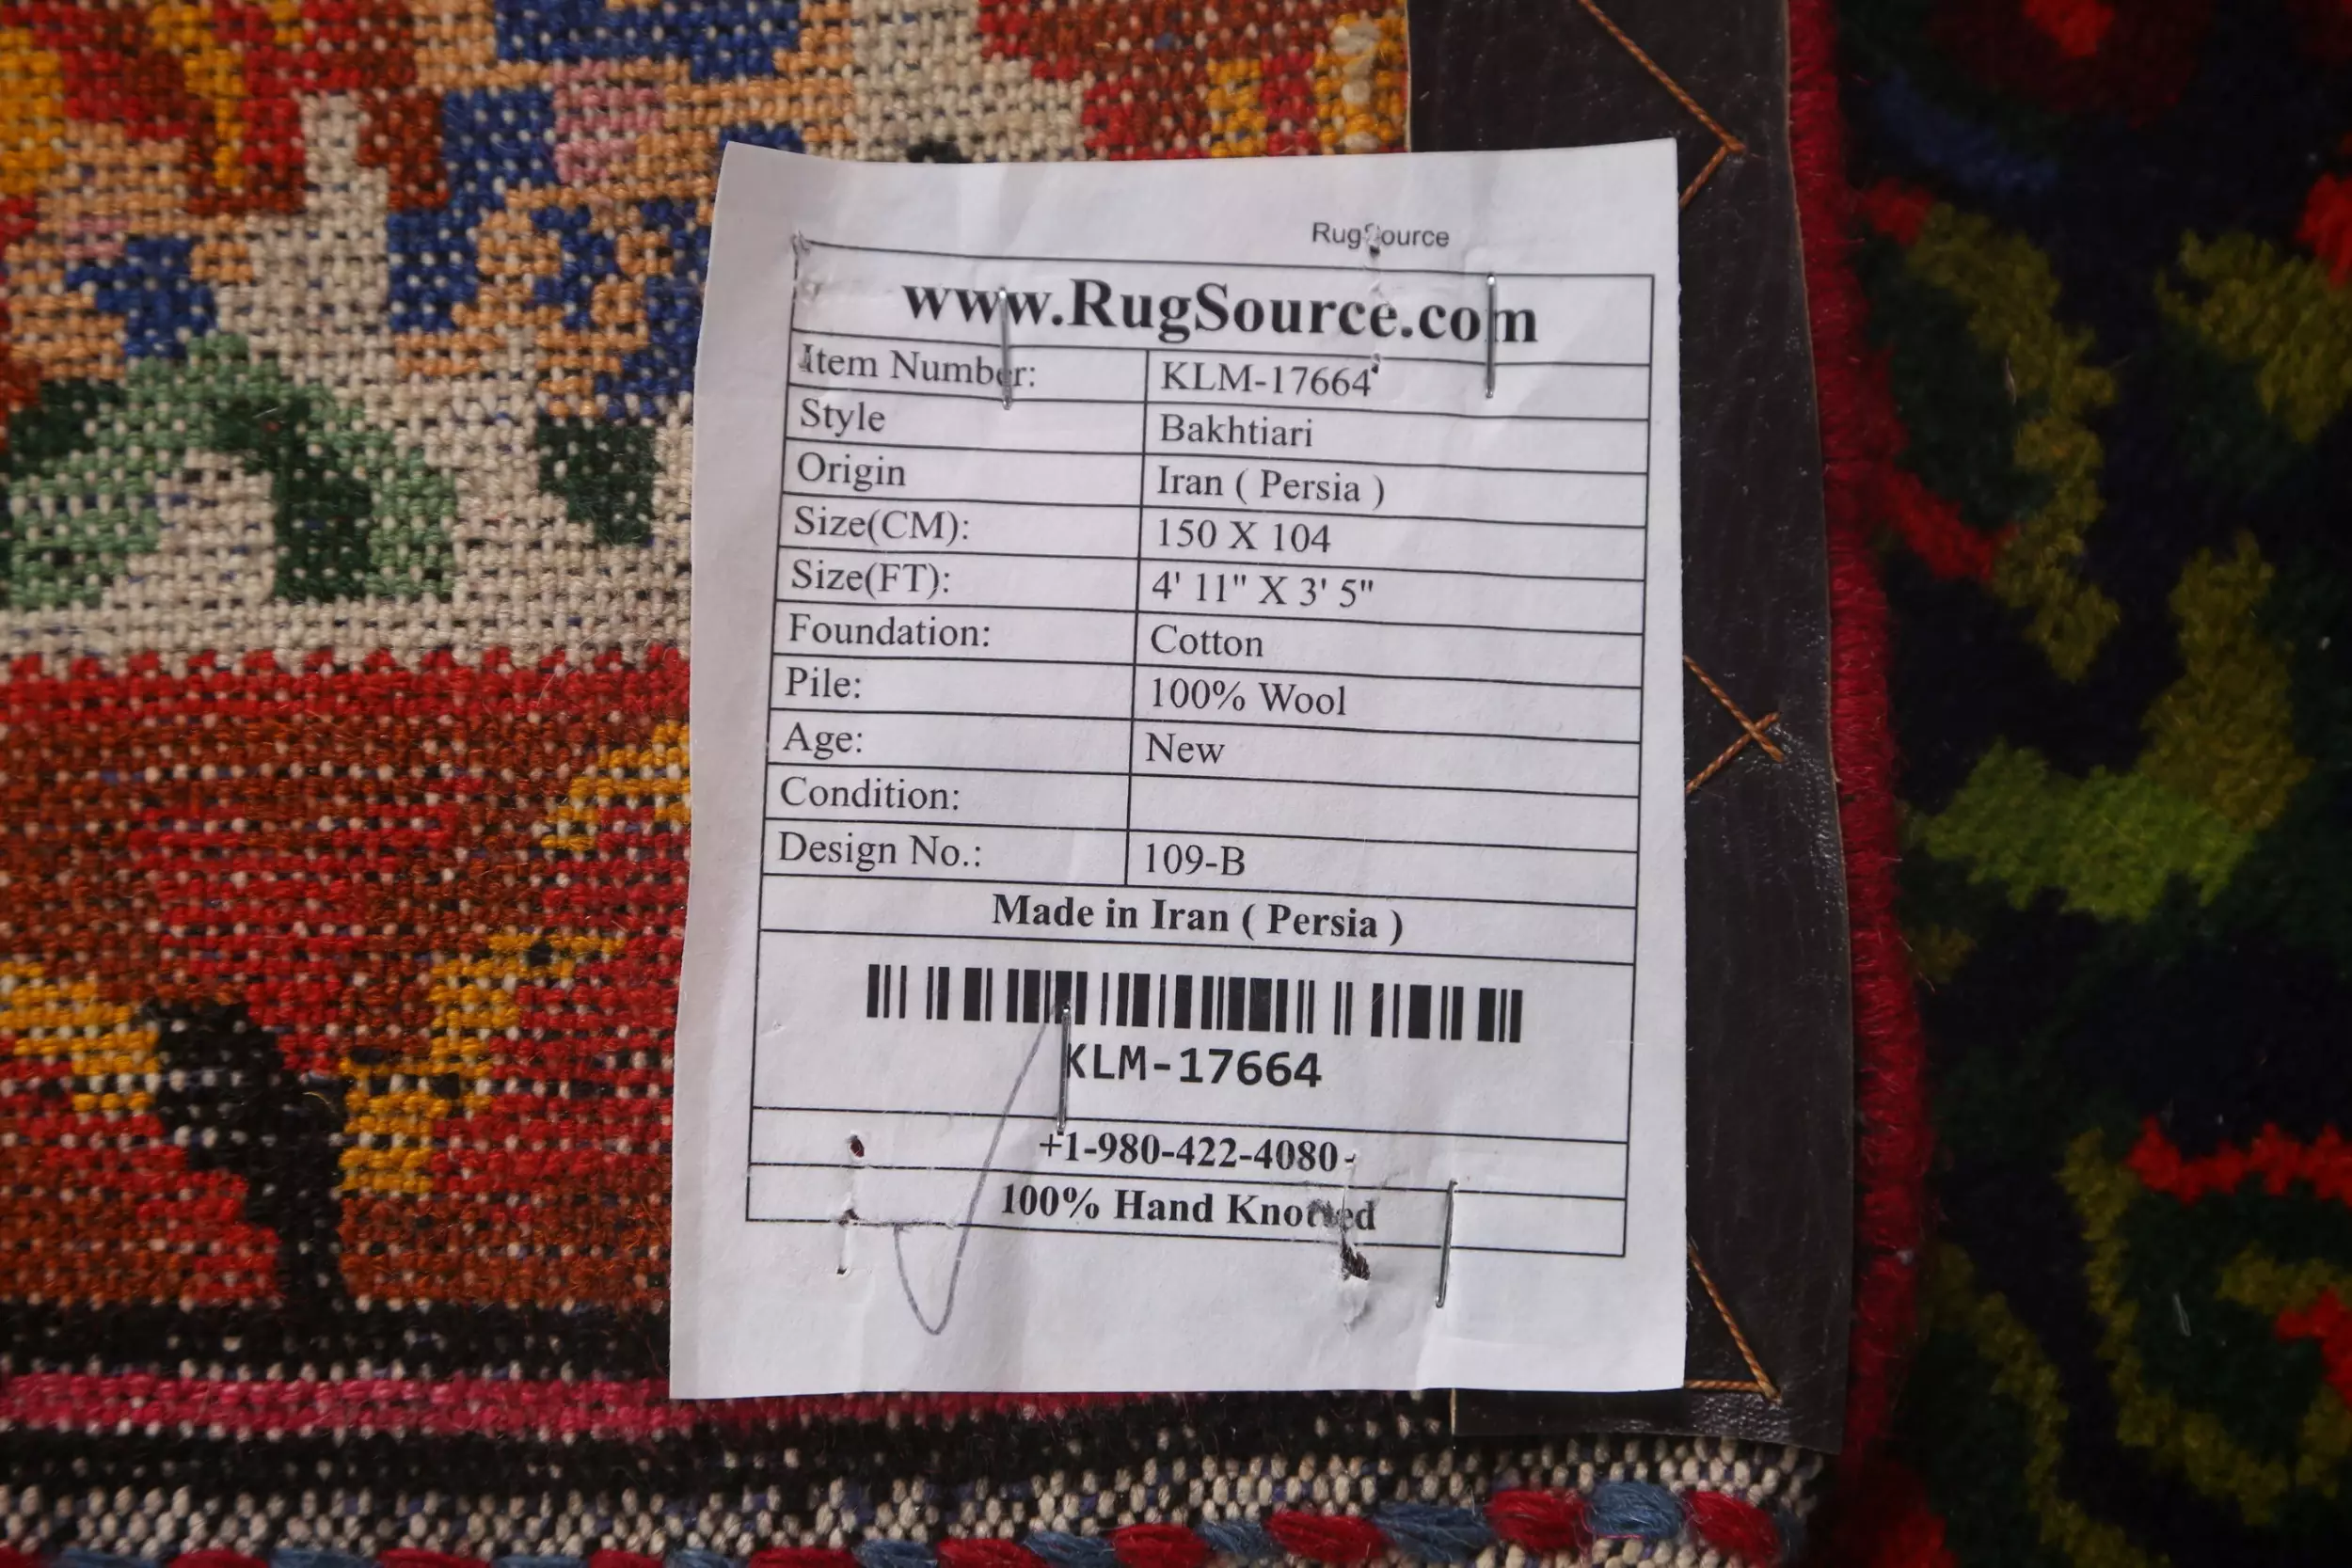 RugSource
www.RugSource.com
Item Number: KLM-17664
Style Bakhtiari
Origin Iran ( Persia )
Size(CM): 150 X 104
Size(FT): 4' 11" X 3' 5"
Foundation: Cotton
Pile: 100% Wool
Age: New
Condition:
Design No.: 109-B
Made in Iran ( Persia )
KLM-17664
+1-980-422-4080
100% Hand Knotted